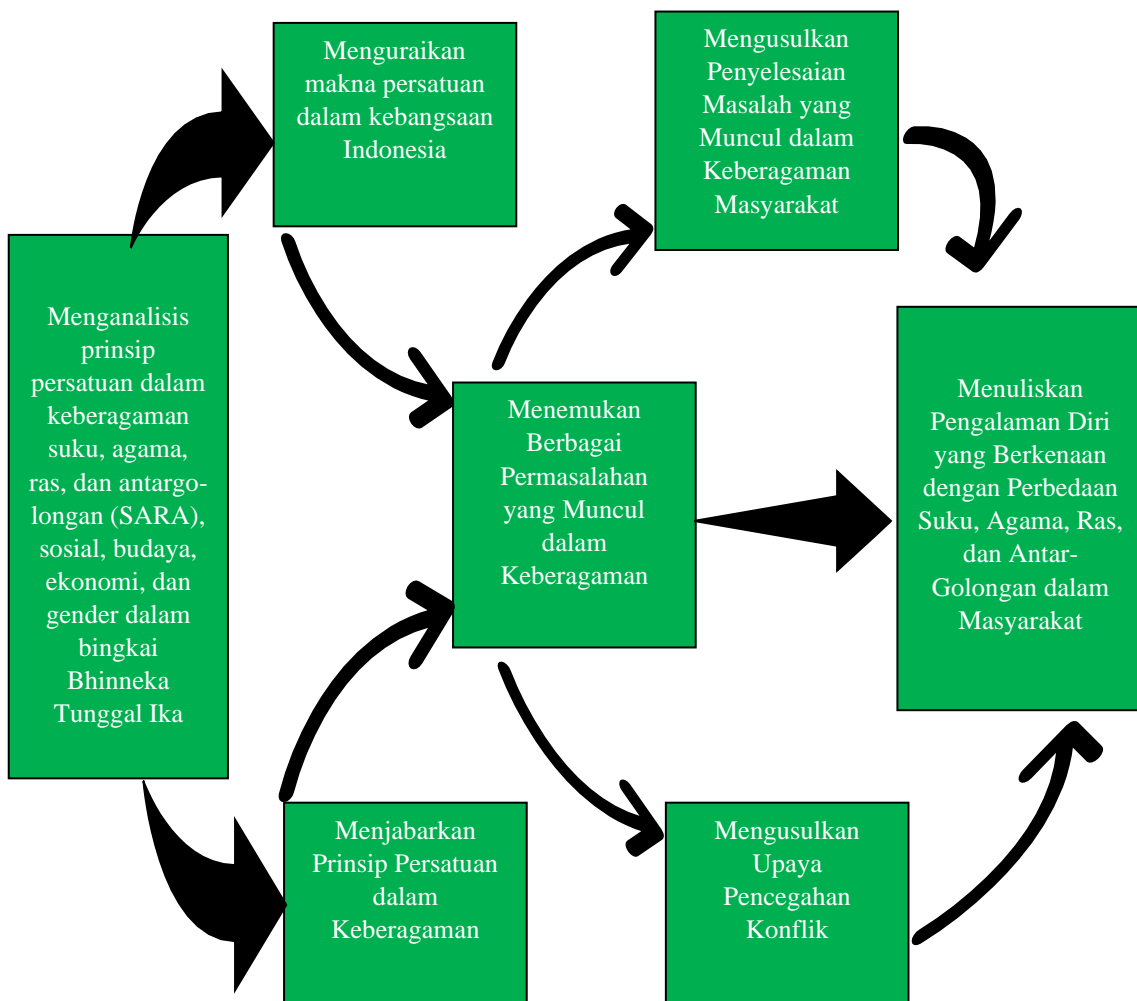 Menguraikan
makna persatuan
dalam kebangsaan
Indonesia
Mengusulkan
Penyelesaian
Masalah yang
Muncul dalam
Keberagaman
Masyarakat
Menganalisis
prinsip
persatuan dalam
keberagaman
suku, agama,
ras, dan antargo-
longan (SARA),
sosial, budaya,
ekonomi, dan
gender dalam
bingkai
Bhinneka
Tunggal Ika
Menemukan
Berbagai
Permasalahan
yang Muncul
dalam
Keberagaman
Menuliskan
Pengalaman Diri
yang Berkenaan
dengan Perbedaan
Suku, Agama, Ras,
dan Antar-
Golongan dalam
Masyarakat
Menjabarkan
Prinsip Persatuan
dalam
Keberagaman
Mengusulkan
Upaya
Pencegahan
Konflik